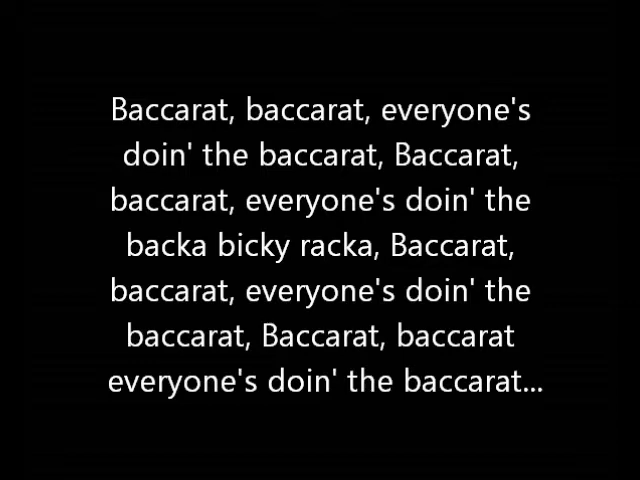 Baccarat, baccarat, everyone's
doin' the baccarat, Baccarat,
baccarat, everyone's doin' the
backa bicky racka, Baccarat,
baccarat, everyone's doin' the
baccarat, Baccarat, baccarat
everyone's doin' the baccarat...